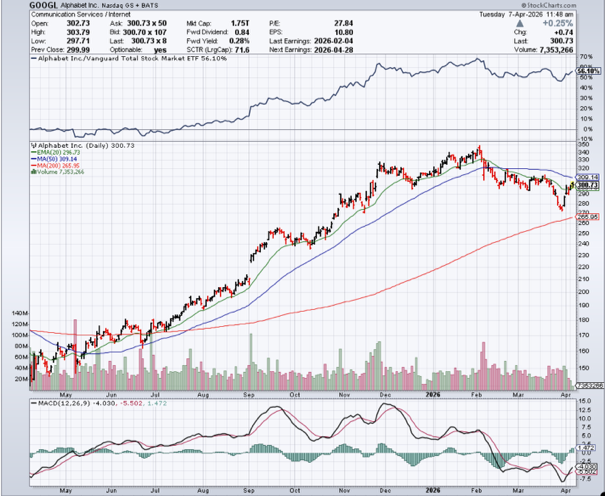 GOOGL Alphabet Inc. Nasdaq GS + BATS © StockCharts.com
Communication Services / Internet Tuesday 7-Apr-2026 11:48 am
Open: 302.73 Ask: 300.73 x 50 Mkt Cap: 1.75T P/E: 27.84 +0.25%
High: 303.79 Bid: 300.70 x 107 Fwd Dividend: 0.84 EPS: 10.80 Chg: +0.74
Low: 297.71 Last: 300.73 x 8 Fwd Yield: 0.28% Last Earnings: 2026-02-04 Last: 300.73
Prev Close: 299.99 Optionable: yes SCTR (LrgCap): 71.6 Next Earnings: 2026-04-28 Volume: 7,353,266
Alphabet Inc./Vanguard Total Stock Market ETF 56.10%
70%
60%
56.10%
50%
40%
30%
20%
10%
0%
-10%
Alphabet Inc. (Daily) 300.73
EMA(20) 296.73
MA(50) 309.14
MA(200) 265.95
Volume 7,353,266
350
340
330
320
309.14
300.73
290
280
270
265.95
260
250
240
230
220
210
200
190
180
170
160
150
140M
120M
100M
80M
60M
40M
20M
7353266
May Jun Jul Aug Sep Oct Nov Dec 2026 Feb Mar Apr
MACD(12,26,9) -4.030, -5.502, 1.472
15.0
12.5
10.0
7.5
5.0
2.5
1.472
0.0
-2.5
-4.030
-5.502
-7.5
May Jun Jul Aug Sep Oct Nov Dec 2026 Feb Mar Apr